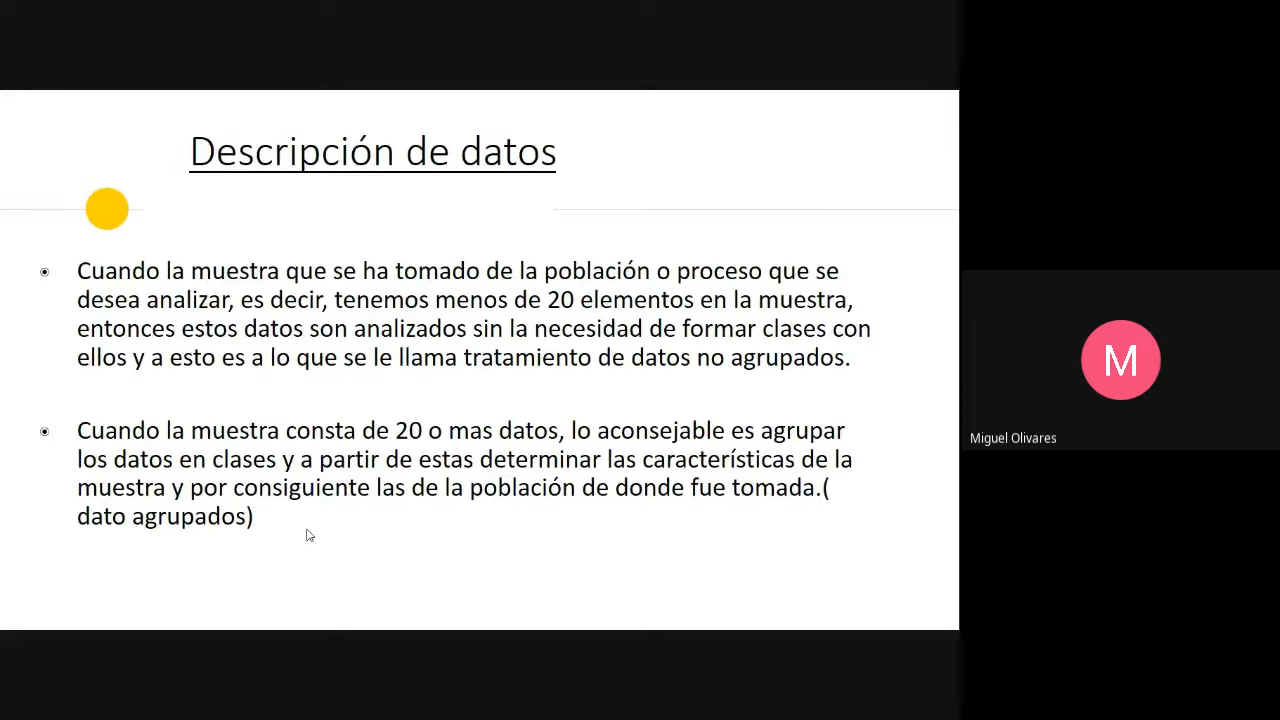 Descripción de datos
Cuando la muestra que se ha tomado de la población o proceso que se
desea analizar, es decir, tenemos menos de 20 elementos en la muestra,
entonces estos datos son analizados sin la necesidad de formar clases con
ellos y a esto es a lo que se le llama tratamiento de datos no agrupados.
Cuando la muestra consta de 20 o mas datos, lo aconsejable es agrupar
los datos en clases y a partir de estas determinar las características de la
muestra y por consiguiente las de la población de donde fue tomada.(
dato agrupados)
M
Miguel Olivares